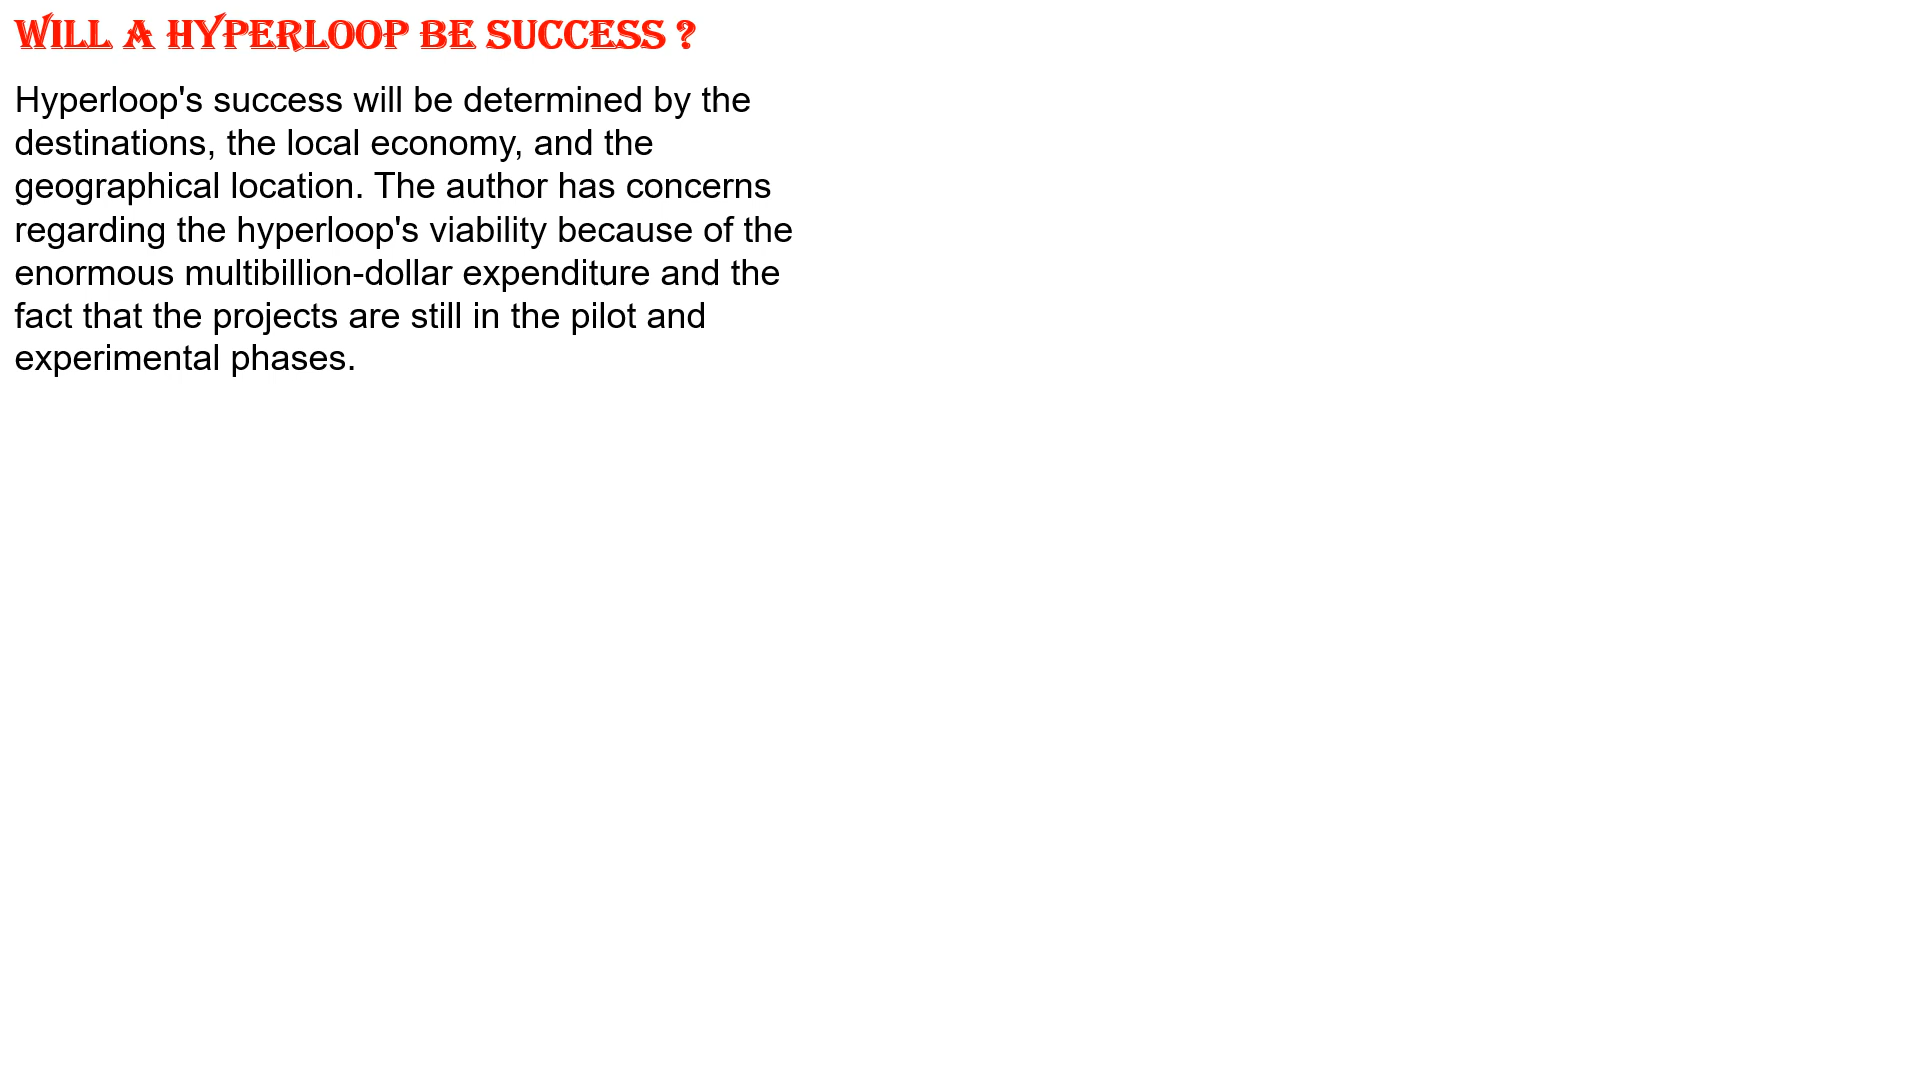 WILL A HYPERLOOP BE SUCCESS ?
Hyperloop's success will be determined by the
destinations, the local economy, and the
geographical location. The author has concerns
regarding the hyperloop's viability because of the
enormous multibillion-dollar expenditure and the
fact that the projects are still in the pilot and
experimental phases.